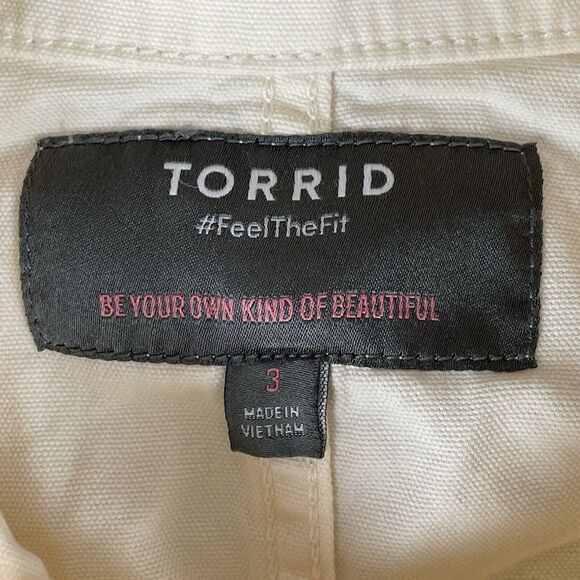 TORRID
#FeelTheFit
BE YOUR OWN KIND OF BEAUTIFUL
3
MADE IN
VIETNAM